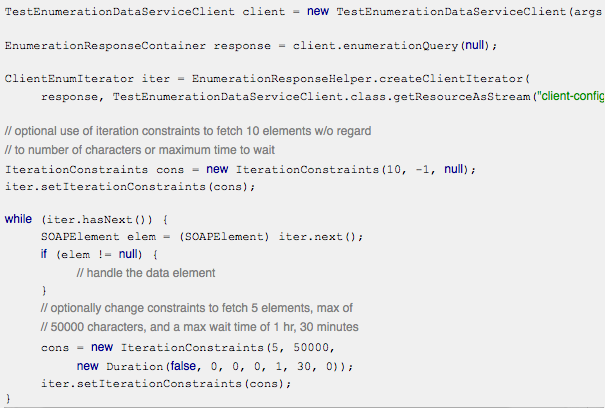 TestEnumerationDataServiceClient client = new TestEnumerationDataServiceClient(args
EnumerationResponseContainer response = client.enumerationQuery(null);
ClientEnumIterator iter = EnumerationResponseHelper.createClientIterator(
response, TestEnumerationDataServiceClient.class.getResourceAsStream("client-config
// optional use of iteration constraints to fetch 10 elements w/o regard
// to number of characters or maximum time to wait
IterationConstraints cons = new IterationConstraints(10, -1, null);
iter.setIterationConstraints(cons);
while (iter.hasNext()) {
SOAPElement elem = (SOAPElement) iter.next();
if (elem != null) {
// handle the data element
}
// optionally change constraints to fetch 5 elements, max of
// 50000 characters, and a max wait time of 1 hr, 30 minutes
cons = new IterationConstraints(5, 50000,
new Duration(false, 0, 0, 0, 1, 30, 0));
iter.setIterationConstraints(cons);
}